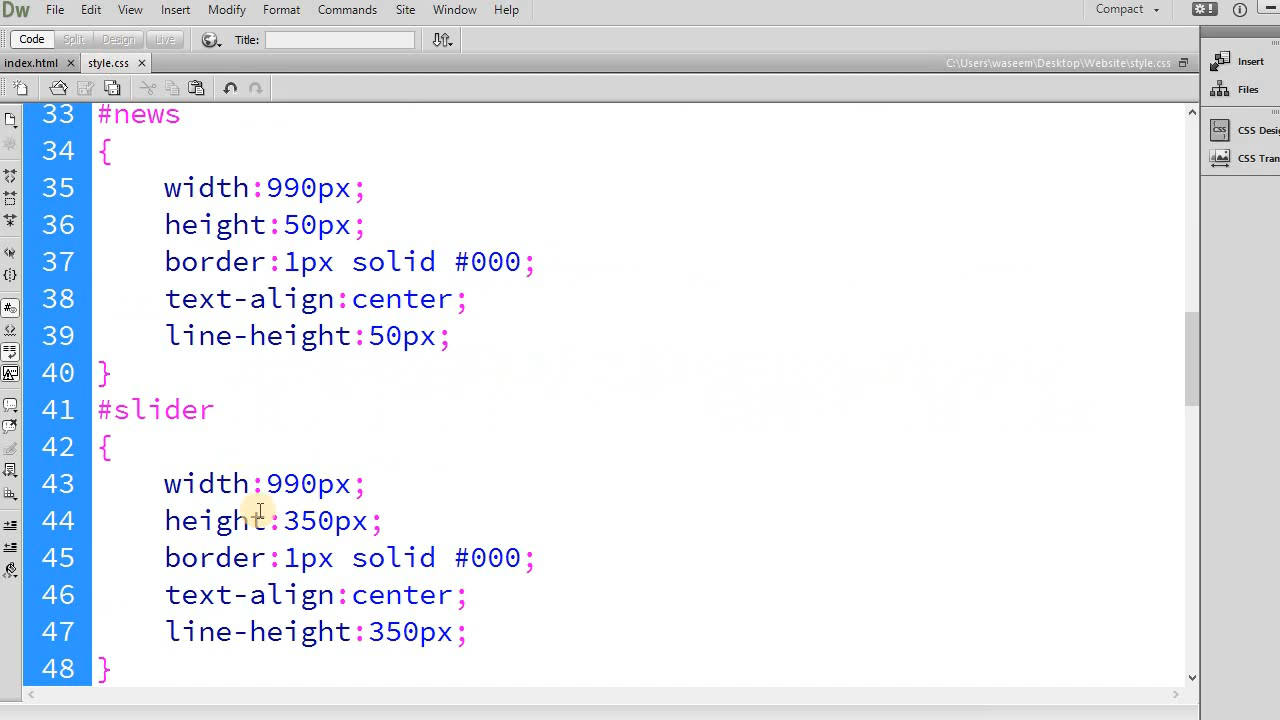 Dw File Edit View Insert Modify Format Commands Site Window Help Compact
Code Split Design Live Title:
index.html × style.css × C:\Users\waseem\Desktop\Website\style.css
Insert
Files
CSS Desi
CSS Tran
33 #news
34 {
35 width:990px;
36 height:50px;
37 border:1px solid #000;
38 text-align:center;
39 line-height:50px;
40 }
41 #slider
42 {
43 width:990px;
44 height:350px;
45 border:1px solid #000;
46 text-align:center;
47 line-height:350px;
48 }